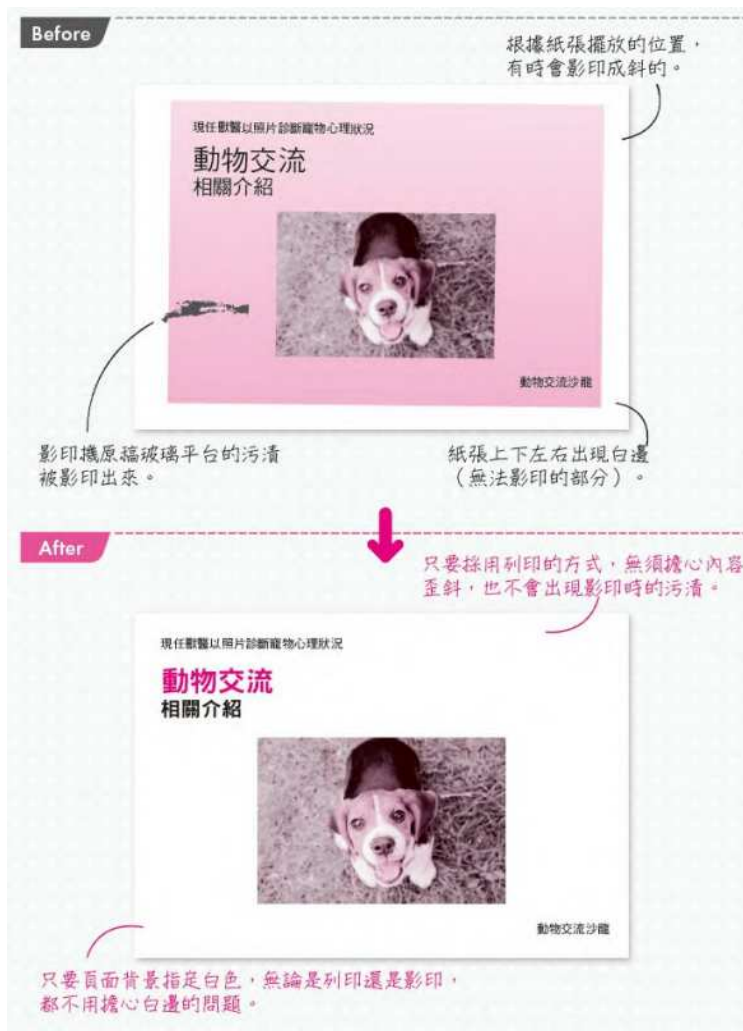 Before
根據紙張擺放的位置，
有時會影印成斜的。
現任獸醫以照片診斷寵物心理狀況
動物交流
相關介紹
動物交流沙龍
影印機原搞玻璃平台的污漬
被影印出來。
紙張上下左右出現白邊
（無法影印的部分）。
After
只要採用列印的方式，無須擔心內容
歪斜，也不會出現影印時的污漬。
現任獸醫以照片診斷寵物心理狀況
動物交流
相關介紹
動物交流沙龍
只要頁面背景指定白色，無論是列印還是影印，
都不用擔心白邊的問題。